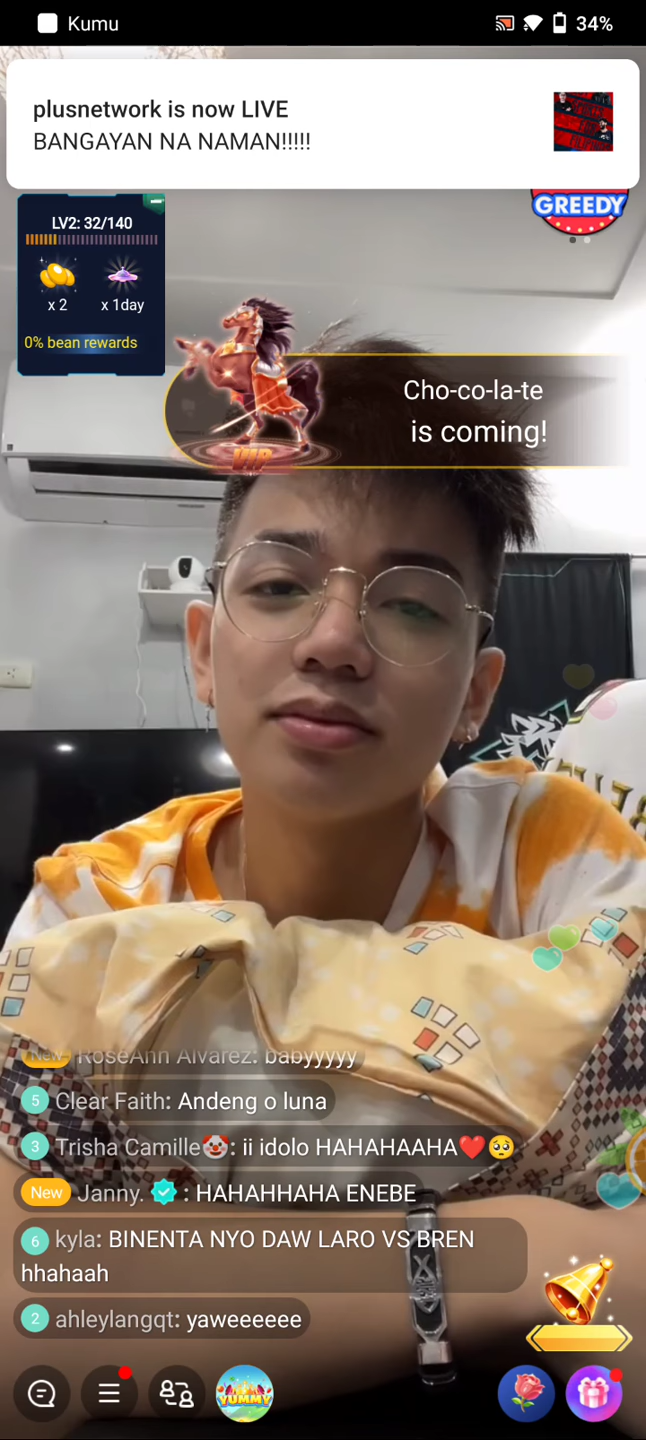 Kumu
34%
plusnetwork is now LIVE
BANGAYAN NA NAMAN!!!!!
GREEDY
LV2: 32/140
x 2
x 1day
0% bean rewards
Cho-co-la-te
is coming!
VIP
New RoseAnn Alvarez: babyyyyy
5 Clear Faith: Andeng o luna
3 Trisha Camille🤡: ii idolo HAHAHAAHA❤️🥺
New Janny. : HAHAHHAHA ENEBE
6 kyla: BINENTA NYO DAW LARO VS BREN
hhahaah
2 ahleylangqt: yaweeeeee
YUMMY